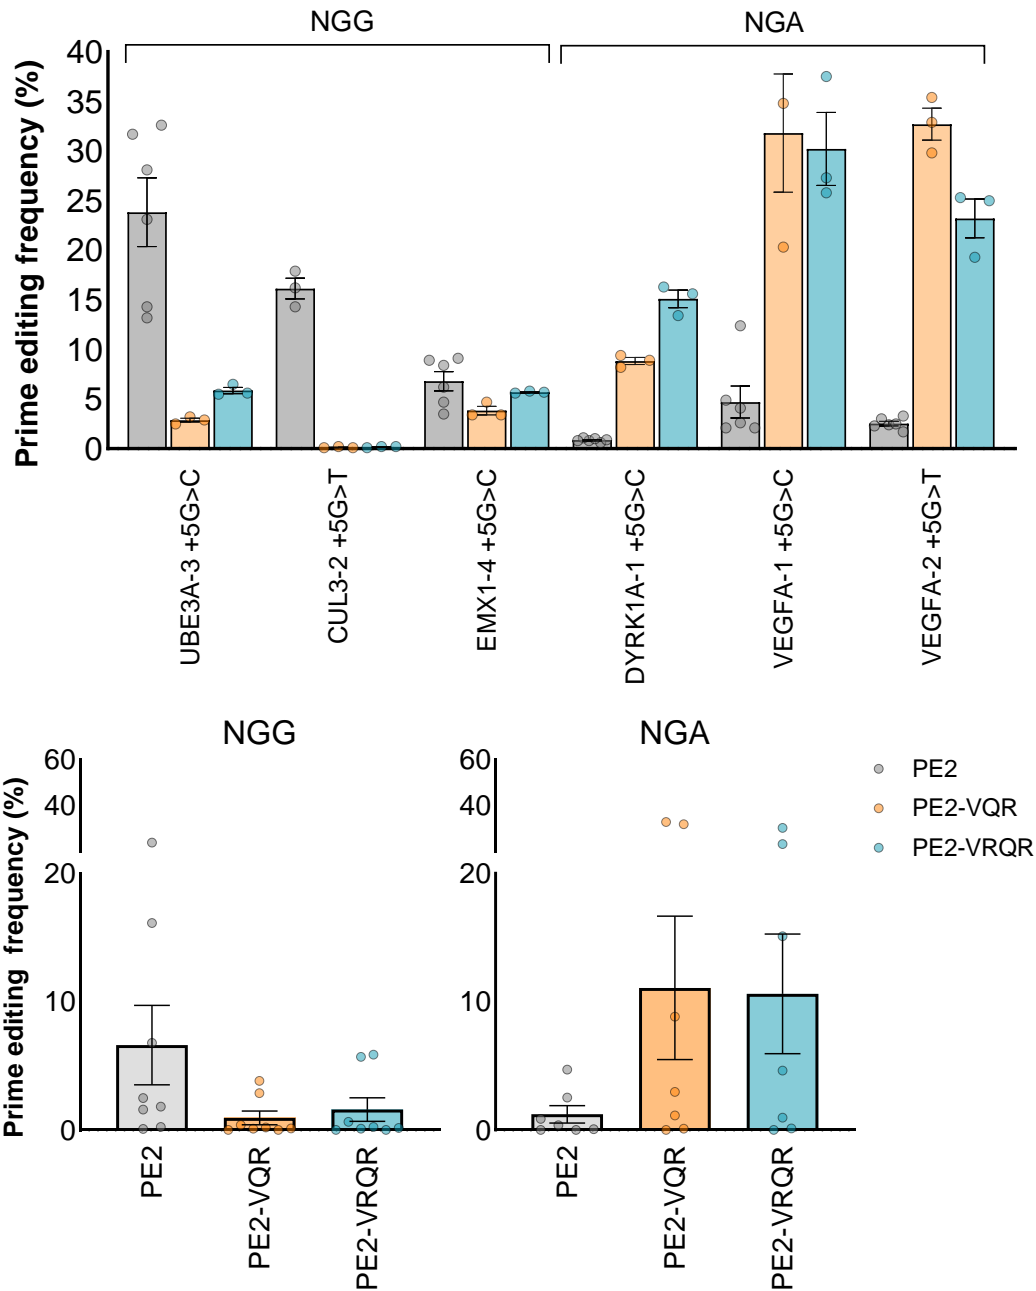 NGG NGA
Prime editing frequency (%)
40
35
30
25
20
15
10
5
0
UBE3A-3 +5G>C
CUL3-2 +5G>T
EMX1-4 +5G>C
DYRK1A-1 +5G>C
VEGFA-1 +5G>C
VEGFA-2 +5G>T
NGG
Prime editing frequency (%)
60
40
20
10
0
PE2
PE2-VQR
PE2-VRQR
NGA
60
40
20
10
0
PE2
PE2-VQR
PE2-VRQR
PE2
PE2-VQR
PE2-VRQR